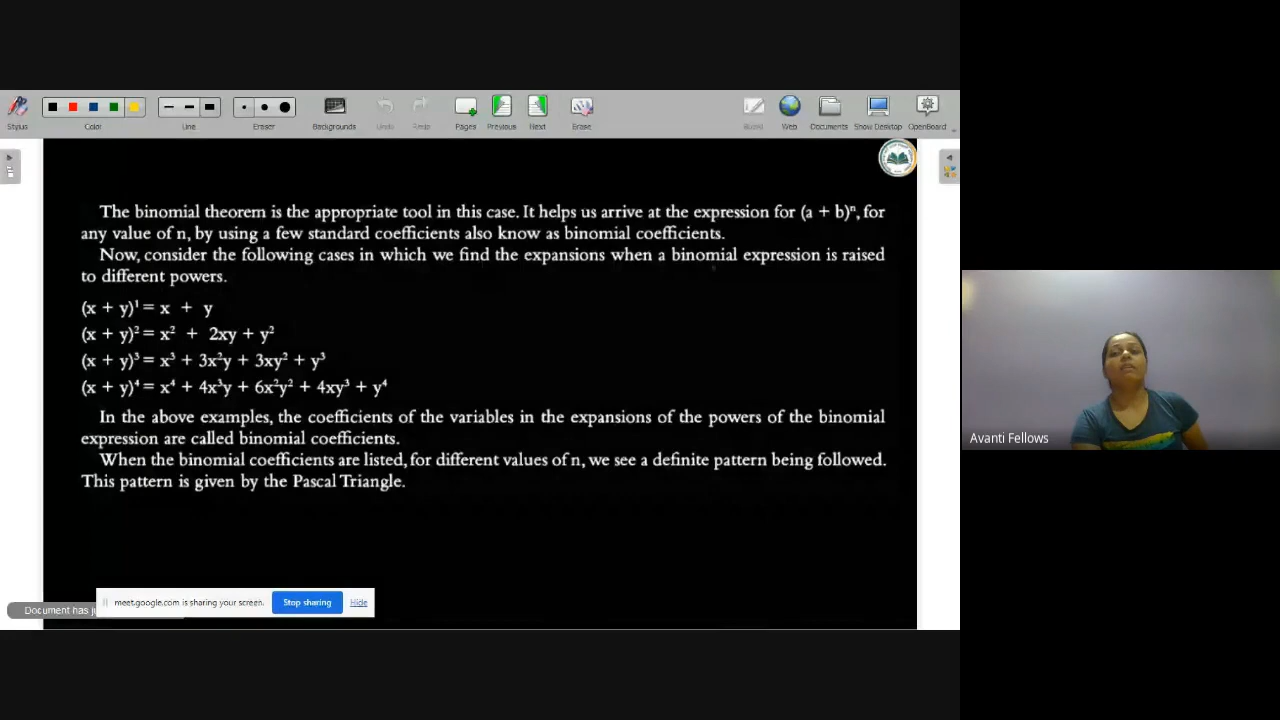 Stylus
Color
Line
Eraser
Backgrounds
Undo
Redo
Pages
Previous
Next
Erase
Board
Web
Documents
Show Desktop
OpenBoard
The binomial theorem is the appropriate tool in this case. It helps us arrive at the expression for (a + b)ⁿ, for
any value of n, by using a few standard coefficients also know as binomial coefficients.
Now, consider the following cases in which we find the expansions when a binomial expression is raised
to different powers.
(x + y)¹ = x + y
(x + y)² = x² + 2xy + y²
(x + y)³ = x³ + 3x²y + 3xy² + y³
(x + y)⁴ = x⁴ + 4x³y + 6x²y² + 4xy³ + y⁴
In the above examples, the coefficients of the variables in the expansions of the powers of the binomial
expression are called binomial coefficients.
When the binomial coefficients are listed, for different values of n, we see a definite pattern being followed.
This pattern is given by the Pascal Triangle.
Avanti Fellows
meet.google.com is sharing your screen.
Stop sharing
Hide
Document has